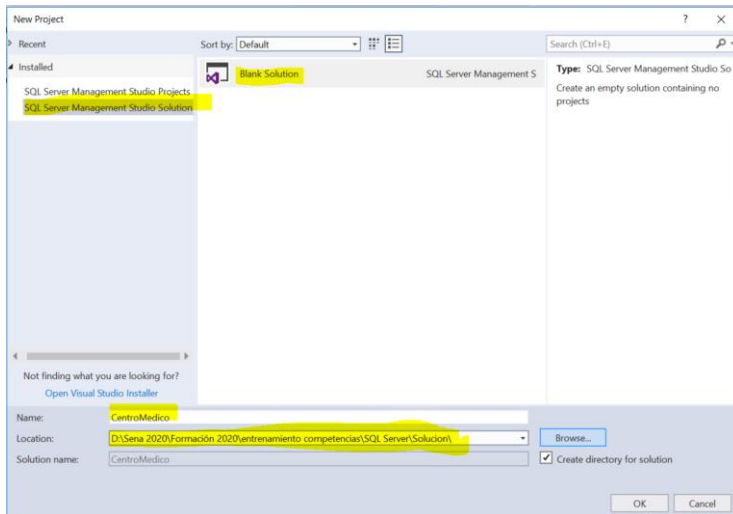 New Project
? ×
Recent
Sort by: Default
Search (Ctrl+E)
Installed
SQL Server Management Studio Projects
SQL Server Management Studio Solution
Blank Solution
SQL Server Management S
Type: SQL Server Management Studio So
Create an empty solution containing no
projects
Not finding what you are looking for?
Open Visual Studio Installer
Name: CentroMedico
Location: D:\Sena 2020\Formación 2020\entrenamiento competencias\SQL Server\Solucion\
Browse...
Solution name: CentroMedico
Create directory for solution
OK
Cancel